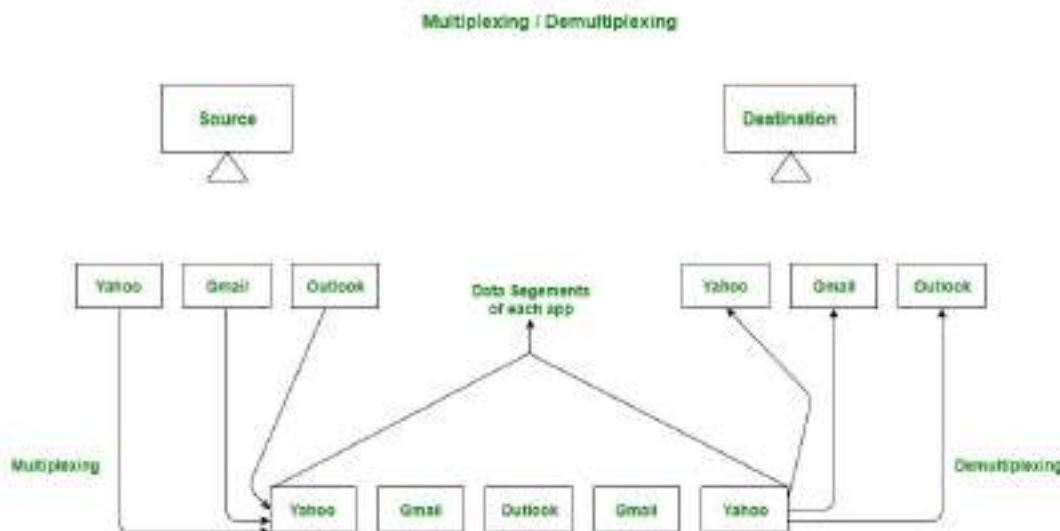 Multiplexing / Demultiplexing
Source
Destination
Yahoo
Gmail
Outlook
Data Segements
of each app
Yahoo
Gmail
Outlook
Multiplexing
Demultiplexing
Yahoo
Gmail
Outlook
Gmail
Yahoo